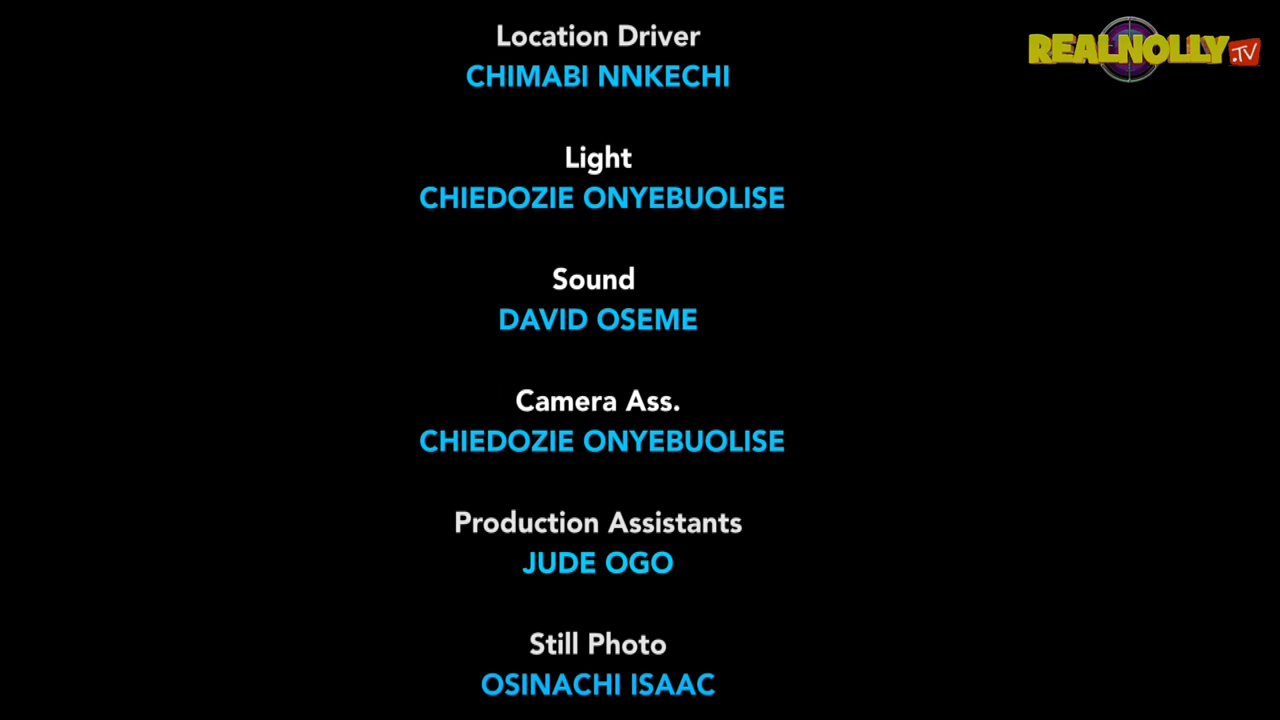 Location Driver
CHIMABI NNKECHI
REALNOLLY.TV
Light
CHIEDOZIE ONYEBUOLISE
Sound
DAVID OSEME
Camera Ass.
CHIEDOZIE ONYEBUOLISE
Production Assistants
JUDE OGO
Still Photo
OSINACHI ISAAC